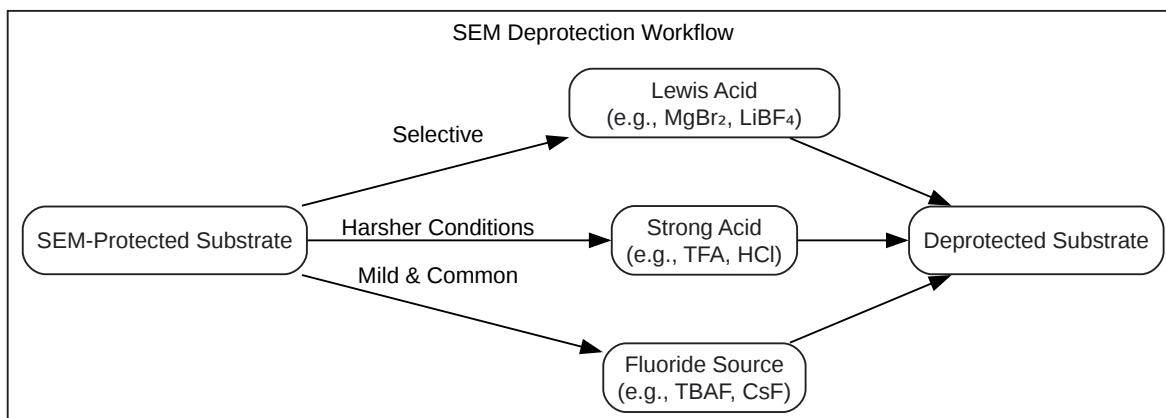 SEM Deprotection Workflow
Lewis Acid
(e.g., MgBr₂, LiBF₄)
Selective
SEM-Protected Substrate
Harsher Conditions
Strong Acid
(e.g., TFA, HCl)
Deprotected Substrate
Mild & Common
Fluoride Source
(e.g., TBAF, CsF)